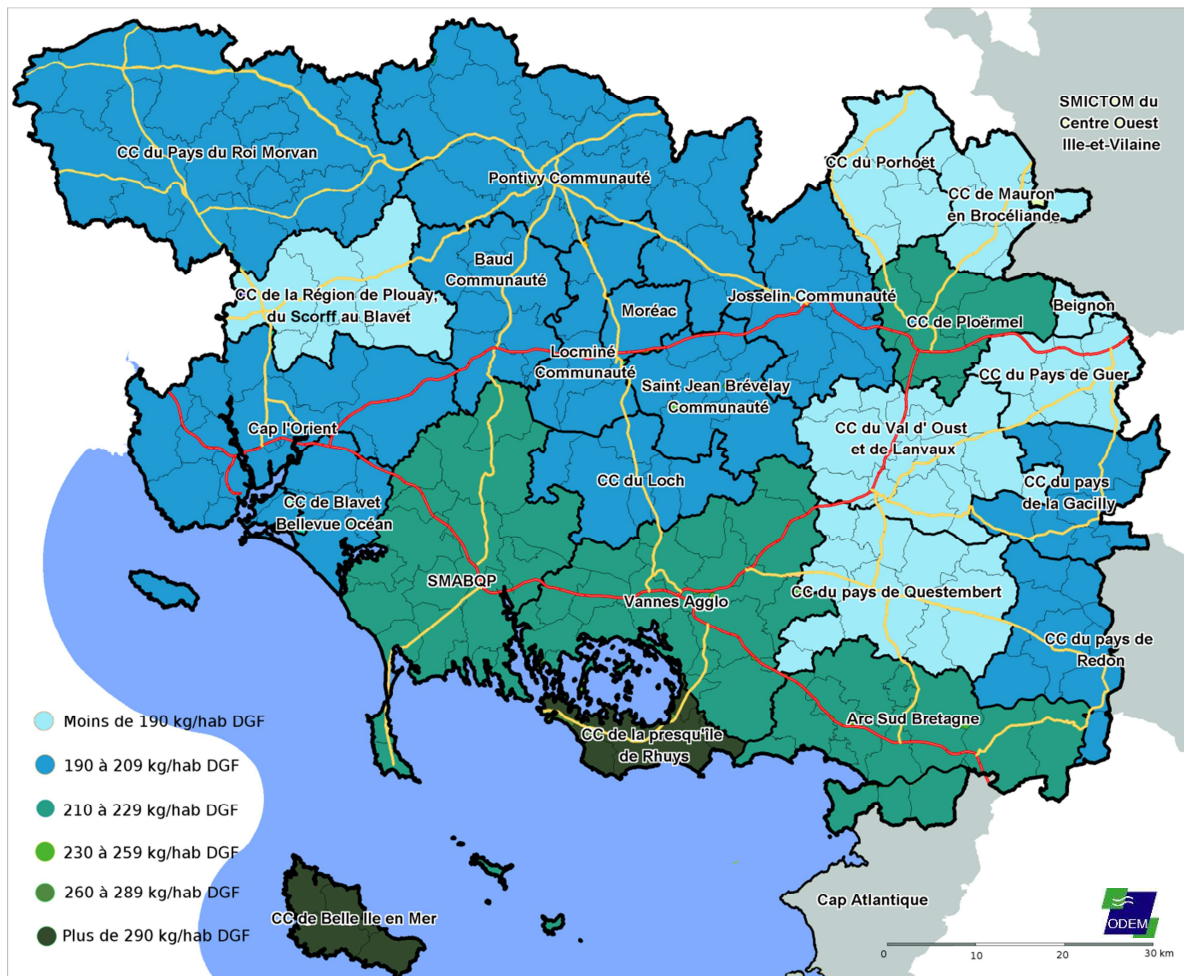 SMICTOM du
Centre Ouest
Ille-et-Vilaine
CC du Pays du Roi Morvan
CC du Porhoët
Pontivy Communauté
CC de Mauron
en Brocéliande
Baud
Communauté
CC de la Région de Plouay,
du Scorff au Blavet
Moréac
Josselin Communauté
Beignon
CC de Ploërmel
Locminé
Communauté
CC du Pays de Guer
Saint Jean Brévelay
Communauté
Cap l'Orient
CC du Val d' Oust
et de Lanvaux
CC du Loch
CC du pays
de la Gacilly
CC de Blavet
Bellevue Océan
SMABQP
Vannes Agglo
CC du pays de Questembert
CC du pays de
Redon
Arc Sud Bretagne
CC de la presqu'île
de Rhuys
Moins de 190 kg/hab DGF
190 à 209 kg/hab DGF
210 à 229 kg/hab DGF
230 à 259 kg/hab DGF
260 à 289 kg/hab DGF
Plus de 290 kg/hab DGF
CC de Belle Ile en Mer
Cap Atlantique
ODEM
0 10 20 30 km